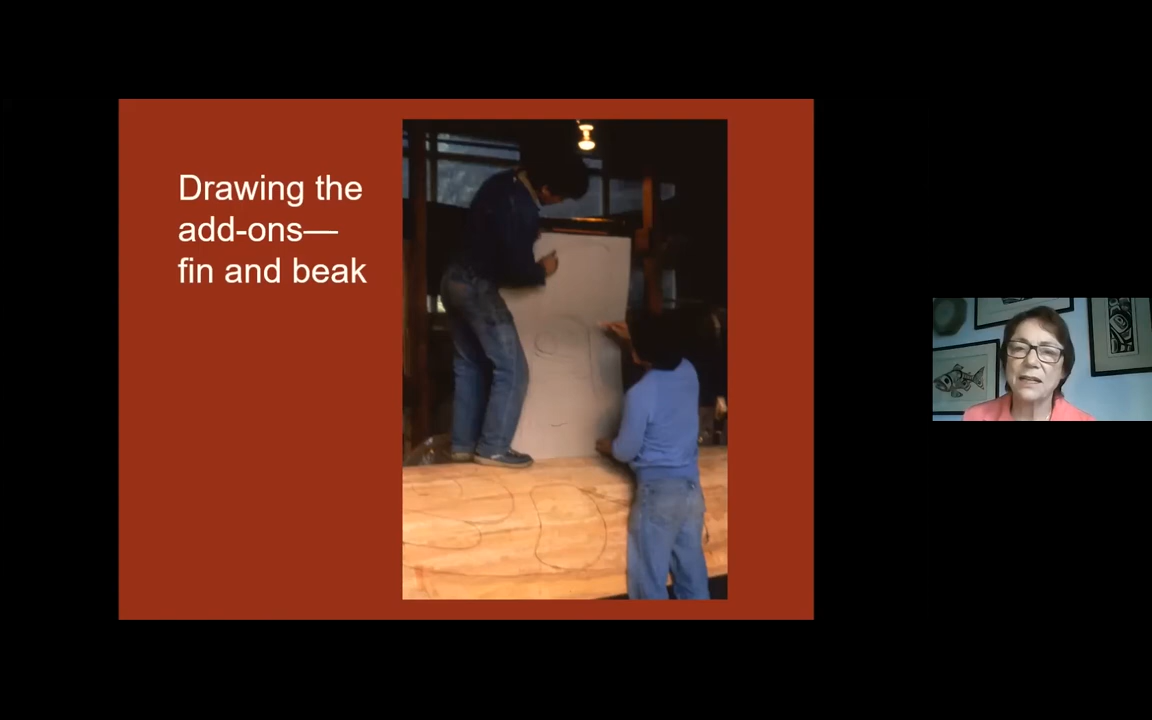 Drawing the
add-ons—
fin and beak